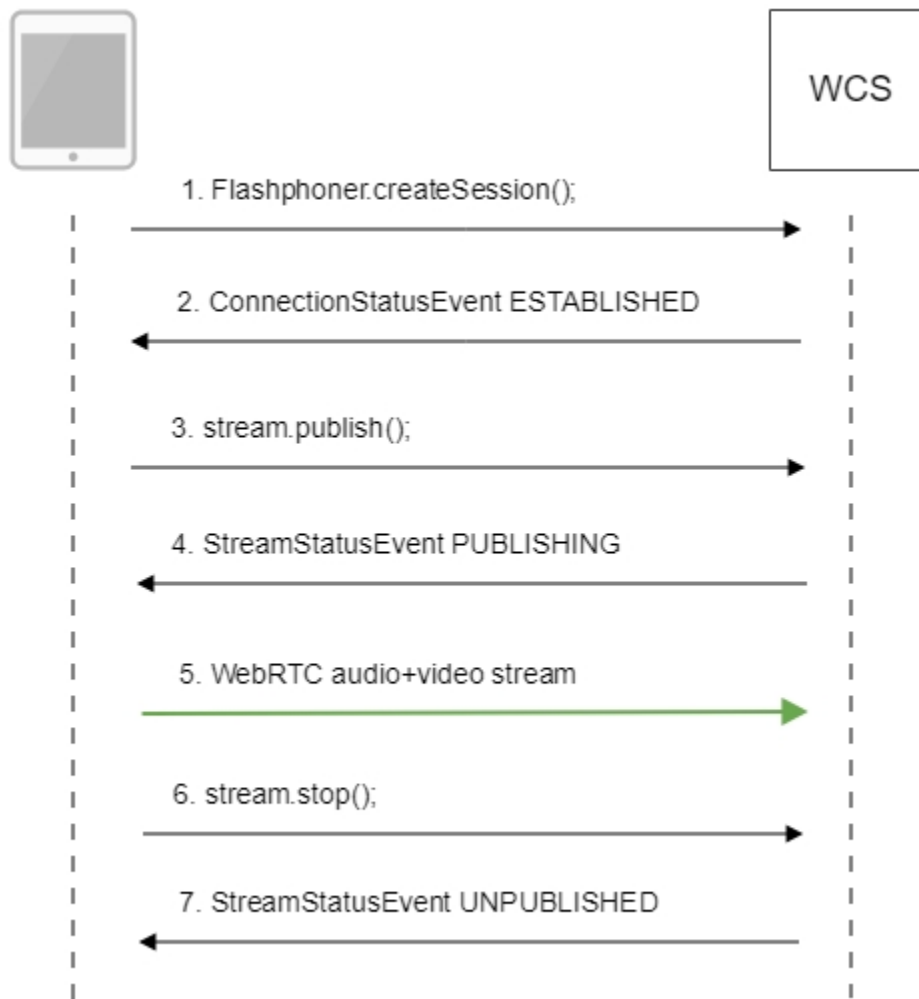 WCS
1. Flashphoner.createSession();
2. ConnectionStatusEvent ESTABLISHED
3. stream.publish();
4. StreamStatusEvent PUBLISHING
5. WebRTC audio+video stream
6. stream.stop();
7. StreamStatusEvent UNPUBLISHED